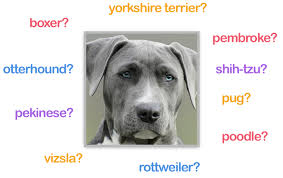 yorkshire terrier?
boxer?
pembroke?
otterhound?
shih-tzu?
pekinese?
pug?
poodle?
vizsla?
rottweiler?